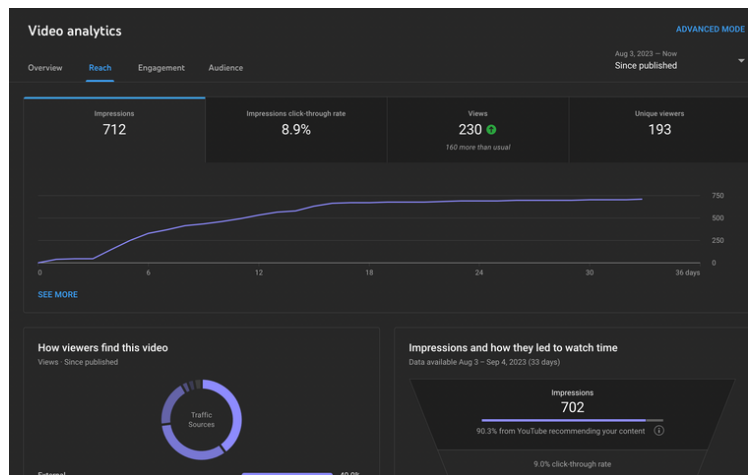 Video analytics
ADVANCED MODE
Aug 3, 2023 — Now
Since published
Overview Reach Engagement Audience
Impressions
712
Impressions click-through rate
8.9%
Views
230
160 more than usual
Unique viewers
193
750
500
250
0
0 6 12 18 24 30 36 days
SEE MORE
How viewers find this video
Views · Since published
Traffic
Sources
External 40.0%
Impressions and how they led to watch time
Data available Aug 3 – Sep 4, 2023 (33 days)
Impressions
702
90.3% from YouTube recommending your content
9.0% click-through rate